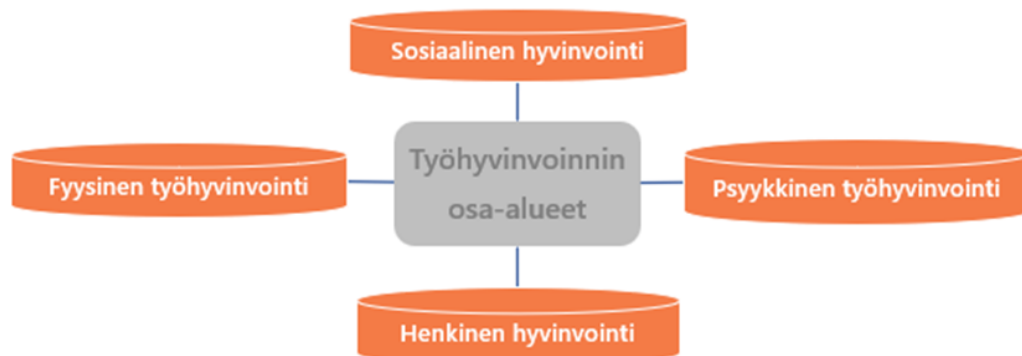 Sosiaalinen hyvinvointi
Työhyvinvoinnin
osa-alueet
Fyysinen työhyvinvointi
Psyykkinen työhyvinvointi
Henkinen hyvinvointi